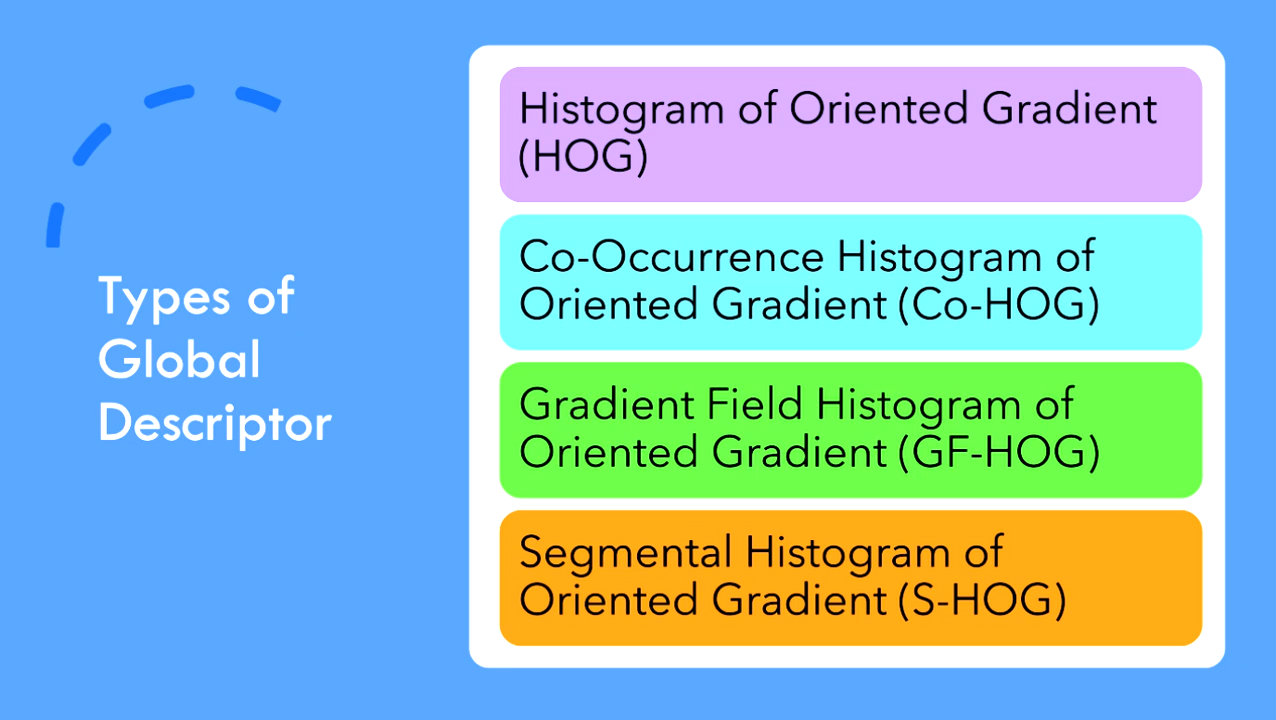 Types of
Global
Descriptor
Histogram of Oriented Gradient
(HOG)
Co-Occurrence Histogram of
Oriented Gradient (Co-HOG)
Gradient Field Histogram of
Oriented Gradient (GF-HOG)
Segmental Histogram of
Oriented Gradient (S-HOG)